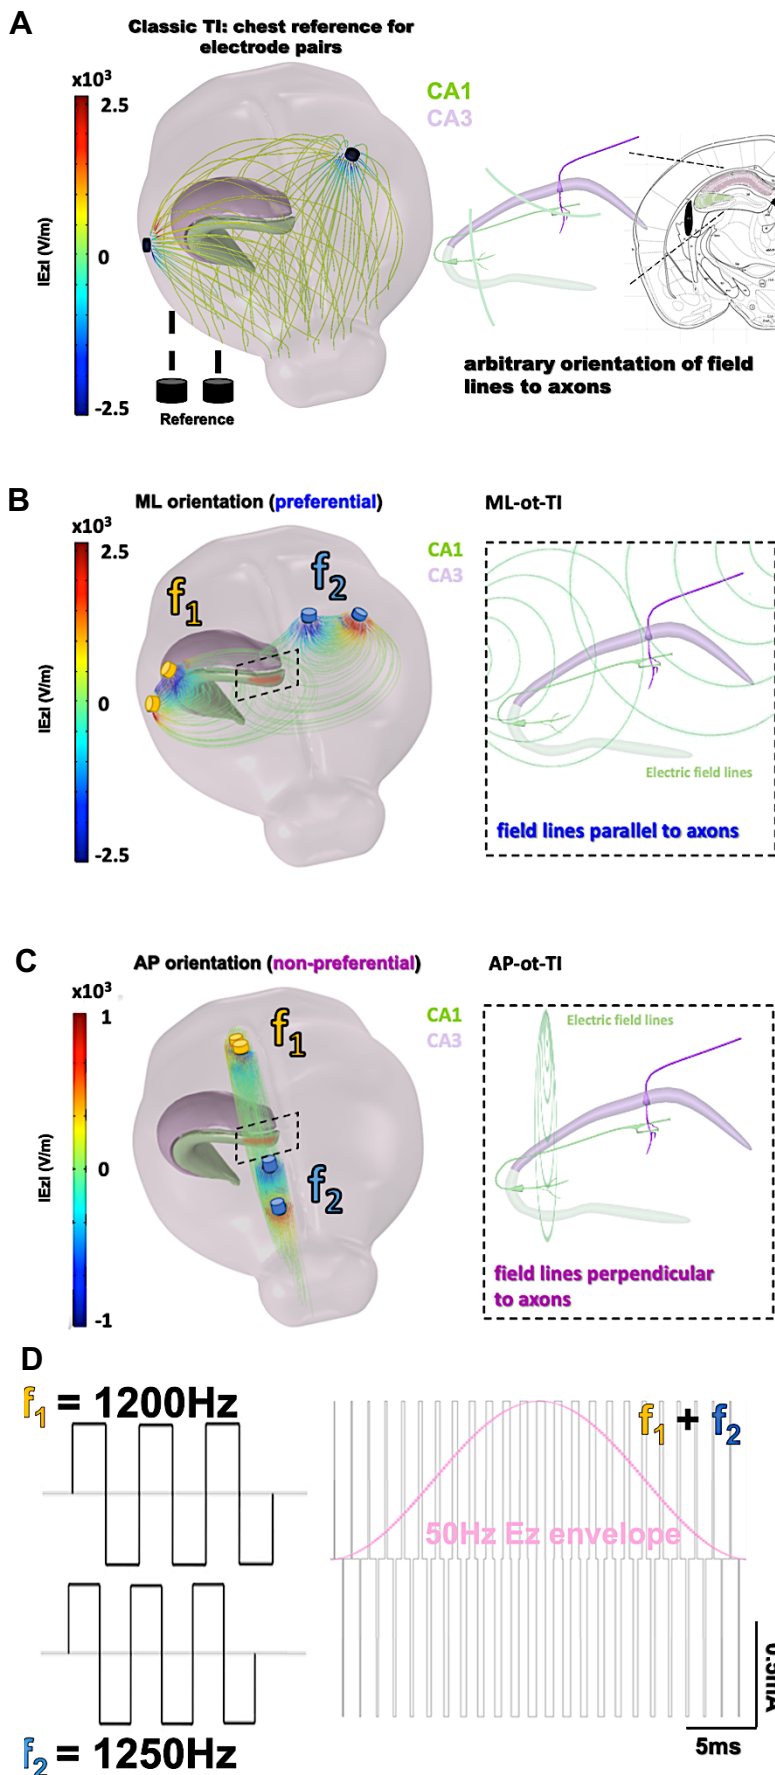 A
Classic TI: chest reference for
electrode pairs
x10³
2.5
0
-2.5
IEzI (V/m)
CA1
CA3
Reference
arbitrary orientation of field
lines to axons
B
ML orientation (preferential)
ML-ot-TI
x10³
2.5
0
-2.5
IEzI (V/m)
f₁
f₂
CA1
CA3
Electric field lines
field lines parallel to axons
C
AP orientation (non-preferential)
AP-ot-TI
x10³
1
0
-1
IEzI (V/m)
f₁
f₂
CA1
CA3
Electric field lines
field lines perpendicular
to axons
D
f₁ = 1200Hz
f₁ + f₂
50Hz Ez envelope
5ms
f₂ = 1250Hz